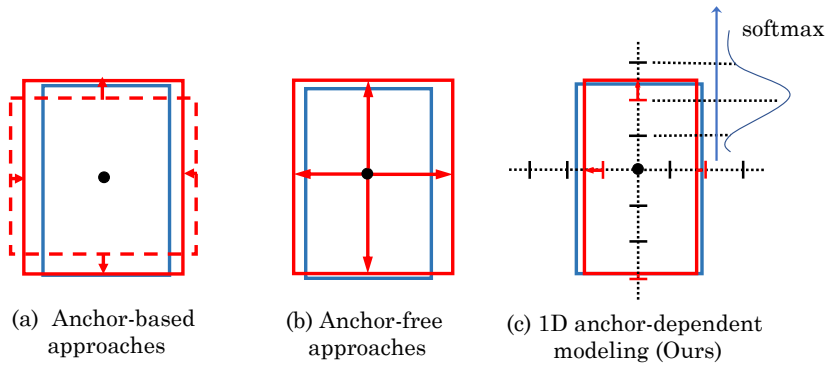 softmax
(a) Anchor-based
approaches
(b) Anchor-free
approaches
(c) 1D anchor-dependent
modeling (Ours)